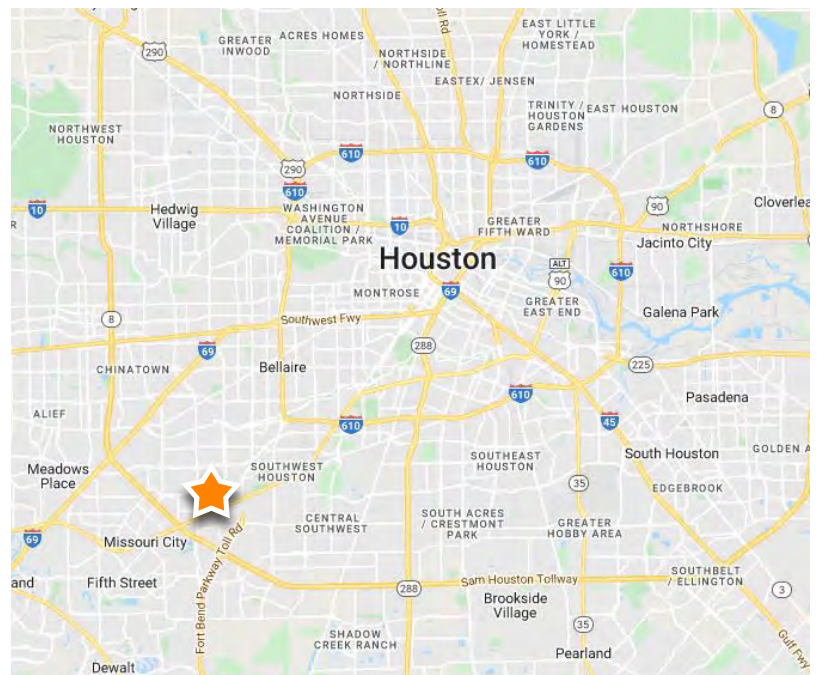 EAST LITTLE
YORK /
HOMESTEAD
290
GREATER
INWOOD
ACRES HOMES
NORTHSIDE
/ NORTHLINE
EASTEX/ JENSEN
NORTHSIDE
TRINITY /
HOUSTON
GARDENS
EAST HOUSTON
8
NORTHWEST
HOUSTON
610
610
290
610
10
Hedwig
Village
WASHINGTON
AVENUE
COALITION /
MEMORIAL PARK
10
GREATER
FIFTH WARD
90
NORTHSHORE
Jacinto City
Cloverlea
Houston
ALT
90
610
69
MONTROSE
GREATER
EAST END
Galena Park
8
Southwest Fwy
288
69
CHINATOWN
Bellaire
225
Pasadena
610
610
45
ALIEF
Meadows
Place
SOUTHWEST
HOUSTON
SOUTHEAST
HOUSTON
South Houston
GOLDEN A
35
EDGEBROOK
CENTRAL
SOUTHWEST
SOUTH ACRES
/ CRESTMONT
PARK
GREATER
HOBBY AREA
69
Missouri City
Fort Bend Parkway Toll Rd
and
Fifth Street
288
Sam Houston Tollway
SOUTHBELT
/ ELLINGTON
3
Brookside
Village
35
Gulf Fwy
SHADOW
CREEK RANCH
Pearland
Dewalt